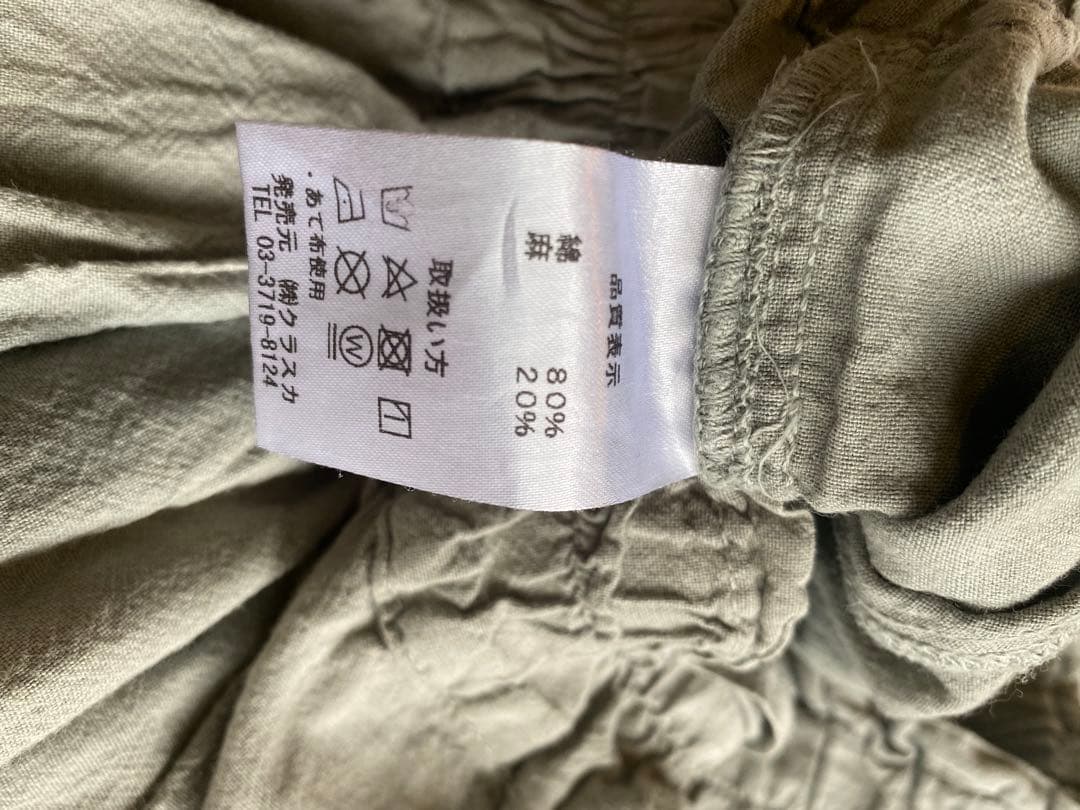 品質表示
綿 80%
麻 20%
取扱い方
W
・あて布使用
発売元 ㈱クラスカ
TEL 03-3719-8124